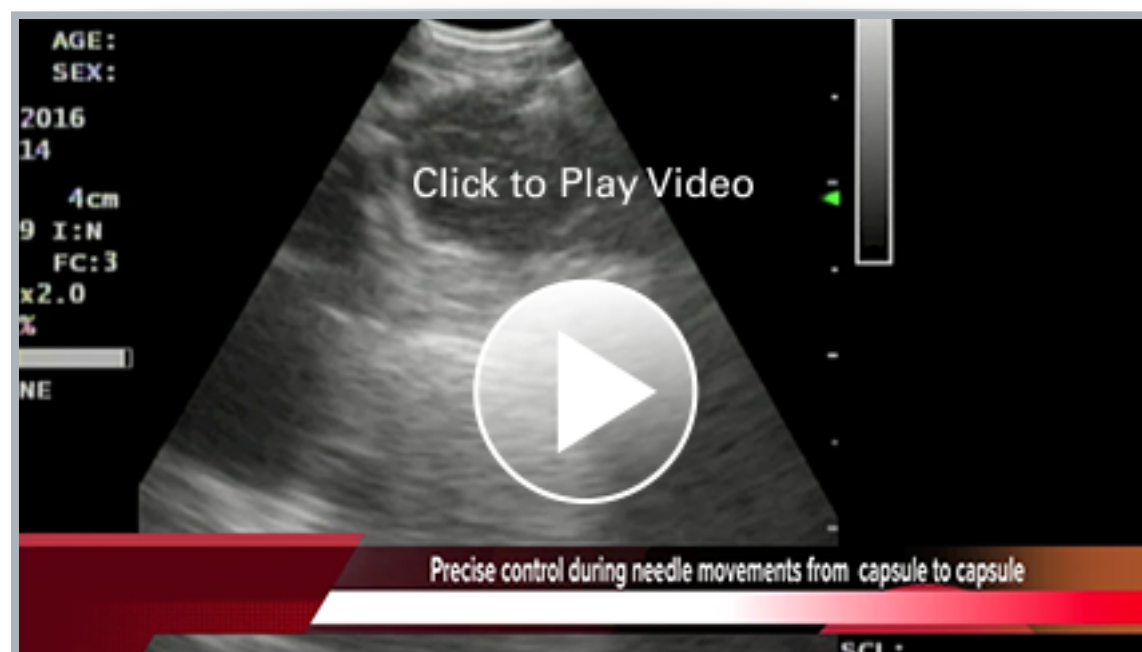 AGE:
SEX:
2016
14
4cm
9 I:N
FC:3
x2.0
%
NE
Click to Play Video
Precise control during needle movements from capsule to capsule
SCL: